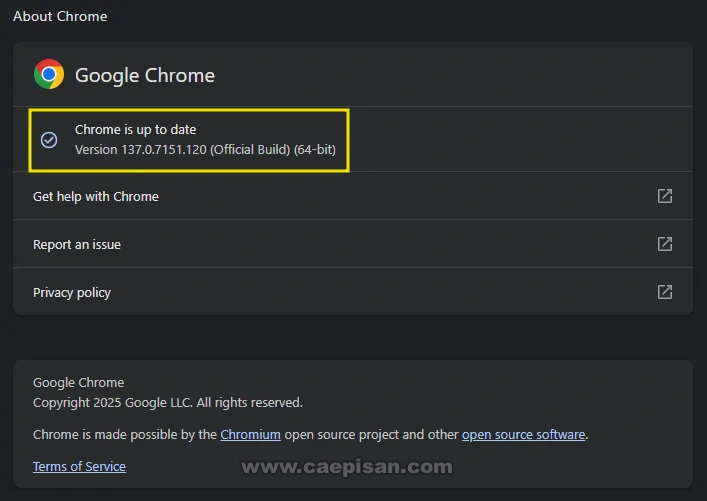 About Chrome
Google Chrome
Chrome is up to date
Version 137.0.7151.120 (Official Build) (64-bit)
Get help with Chrome
Report an issue
Privacy policy
Google Chrome
Copyright 2025 Google LLC. All rights reserved.
Chrome is made possible by the Chromium open source project and other open source software.
Terms of Service
www.caepisan.com